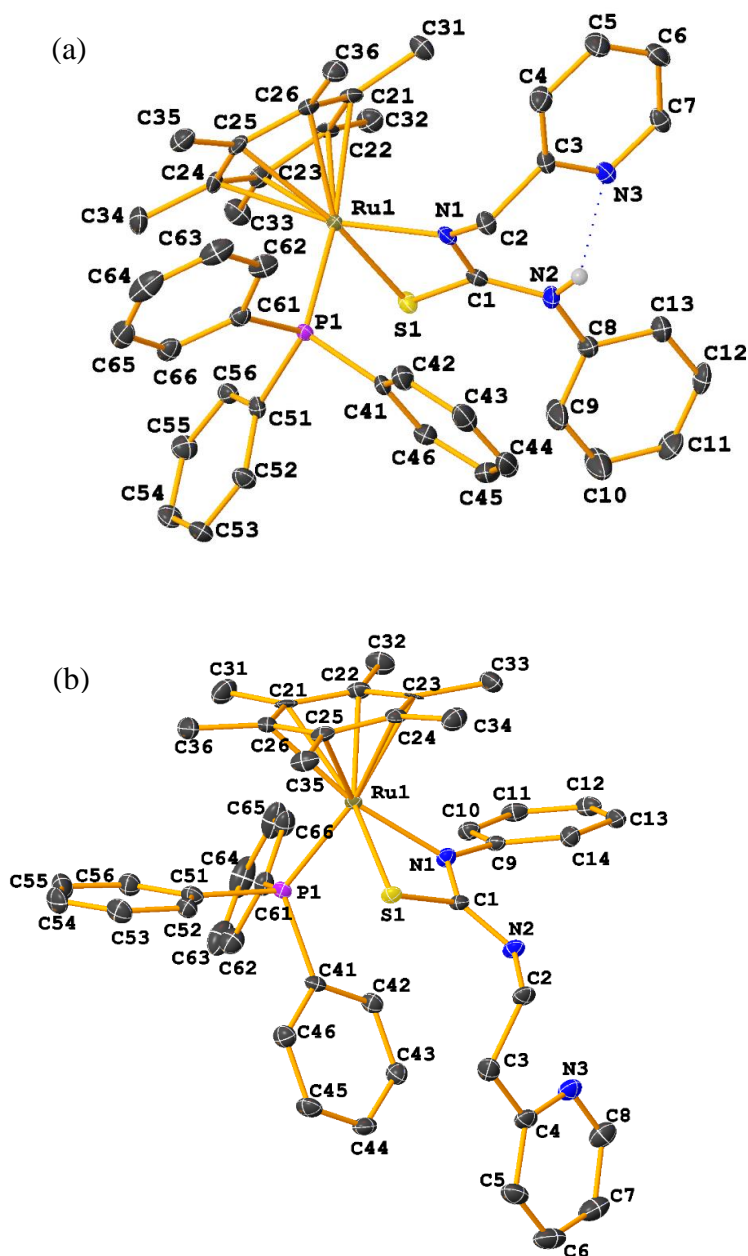 (a)
C5
C6
C31
C36
C4
C26
C21
C7
C35
C32
C25
C22
C3
C24
C23
N3
Ru1
N1
C2
C34
C33
C63
C62
N2
C64
C1
C13
S1
C61
P1
C8
C12
C65
C42
C66
C56
C43
C41
C9
C51
C55
C11
C46
C44
C52
C10
C45
C54
C53
(b)
C32
C33
C31
C22
C23
C21
C25
C34
C24
C36
C26
C35
Ru1
C12
C11
C65
C10
C13
C66
N1
C9
C14
C64
C56
C51
C55
P1
S1
C1
C61
C54
C52
C53
N2
C63
C62
C41
C2
C42
C46
N3
C3
C43
C8
C45
C4
C44
C5
C7
C6